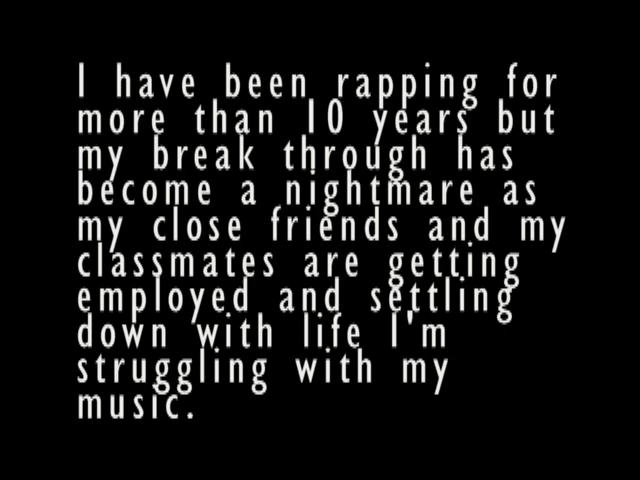 I have been rapping for
more than 10 years but
my break through has
become a nightmare as
my close friends and my
classmates are getting
employed and settling
down with life I'm
struggling with my
music.